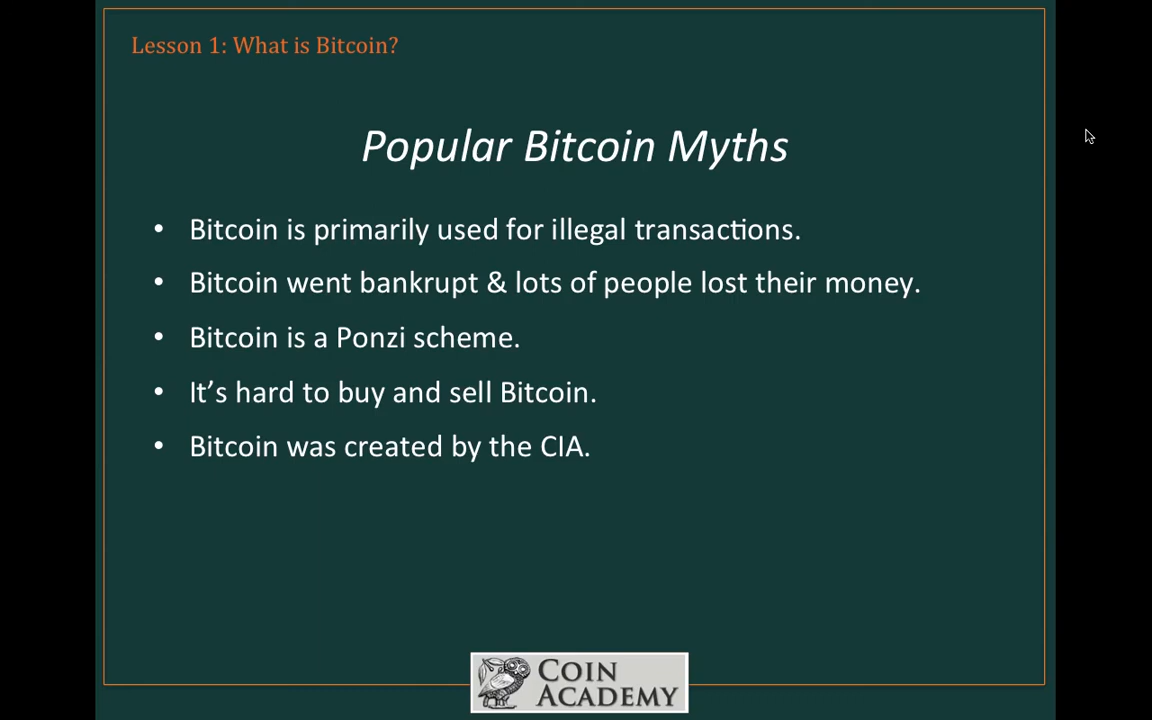 Lesson 1: What is Bitcoin?
Popular Bitcoin Myths
• Bitcoin is primarily used for illegal transactions.
• Bitcoin went bankrupt & lots of people lost their money.
• Bitcoin is a Ponzi scheme.
• It’s hard to buy and sell Bitcoin.
• Bitcoin was created by the CIA.
COIN
ACADEMY